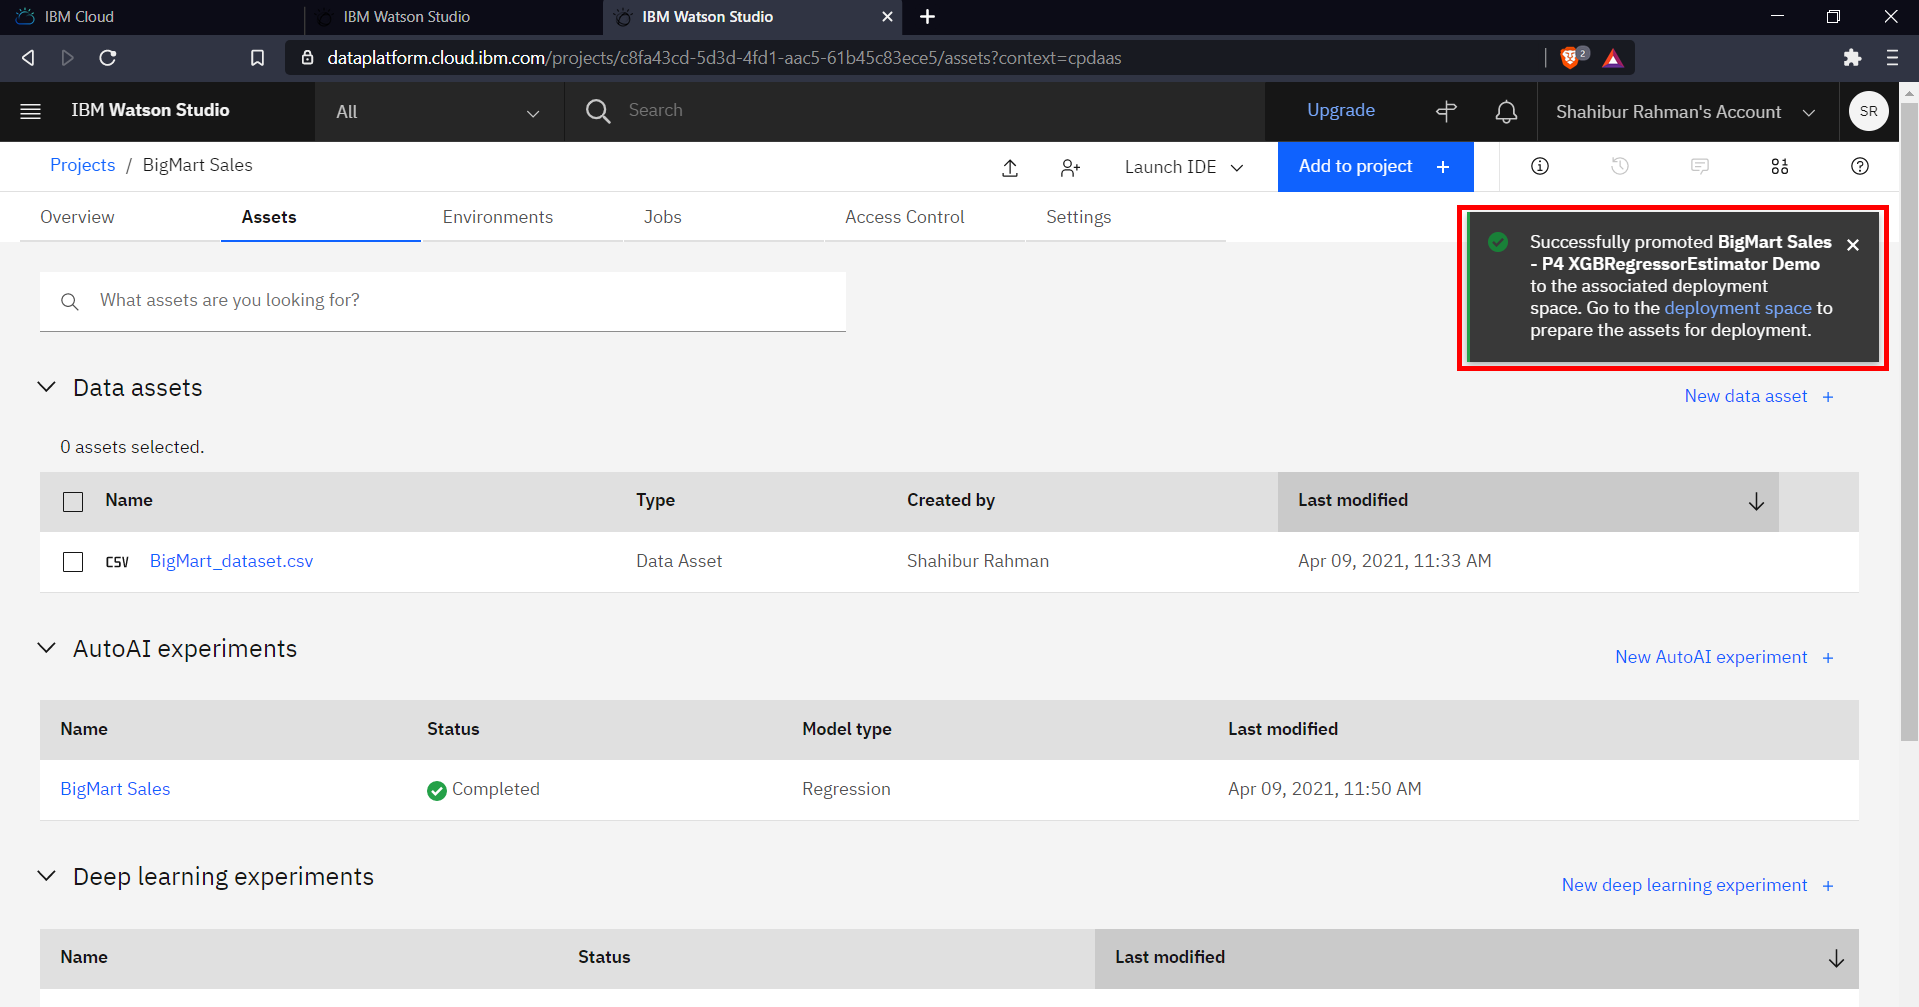 IBM Cloud
IBM Watson Studio
IBM Watson Studio
dataplatform.cloud.ibm.com/projects/c8fa43cd-5d3d-4fd1-aac5-61b45c83ece5/assets?context=cpdaas
2
IBM Watson Studio
All
Search
Upgrade
Shahibur Rahman's Account
SR
Projects / BigMart Sales
Launch IDE
Add to project +
Overview
Assets
Environments
Jobs
Access Control
Settings
Successfully promoted BigMart Sales
- P4 XGBRegressorEstimator Demo
to the associated deployment
space. Go to the deployment space to
prepare the assets for deployment.
What assets are you looking for?
Data assets
New data asset +
0 assets selected.
Name Type Created by Last modified
CSV BigMart_dataset.csv Data Asset Shahibur Rahman Apr 09, 2021, 11:33 AM
AutoAI experiments
New AutoAI experiment +
Name Status Model type Last modified
BigMart Sales Completed Regression Apr 09, 2021, 11:50 AM
Deep learning experiments
New deep learning experiment +
Name Status Last modified